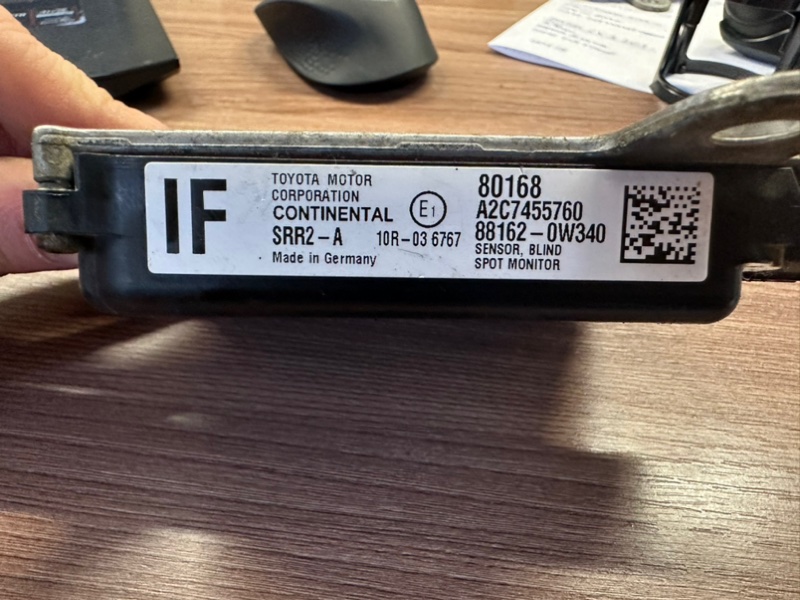 IF
TOYOTA MOTOR
CORPORATION
CONTINENTAL
SRR2-A
Made in Germany
E1
10R-03 6767
80168
A2C7455760
88162-0W340
SENSOR, BLIND
SPOT MONITOR